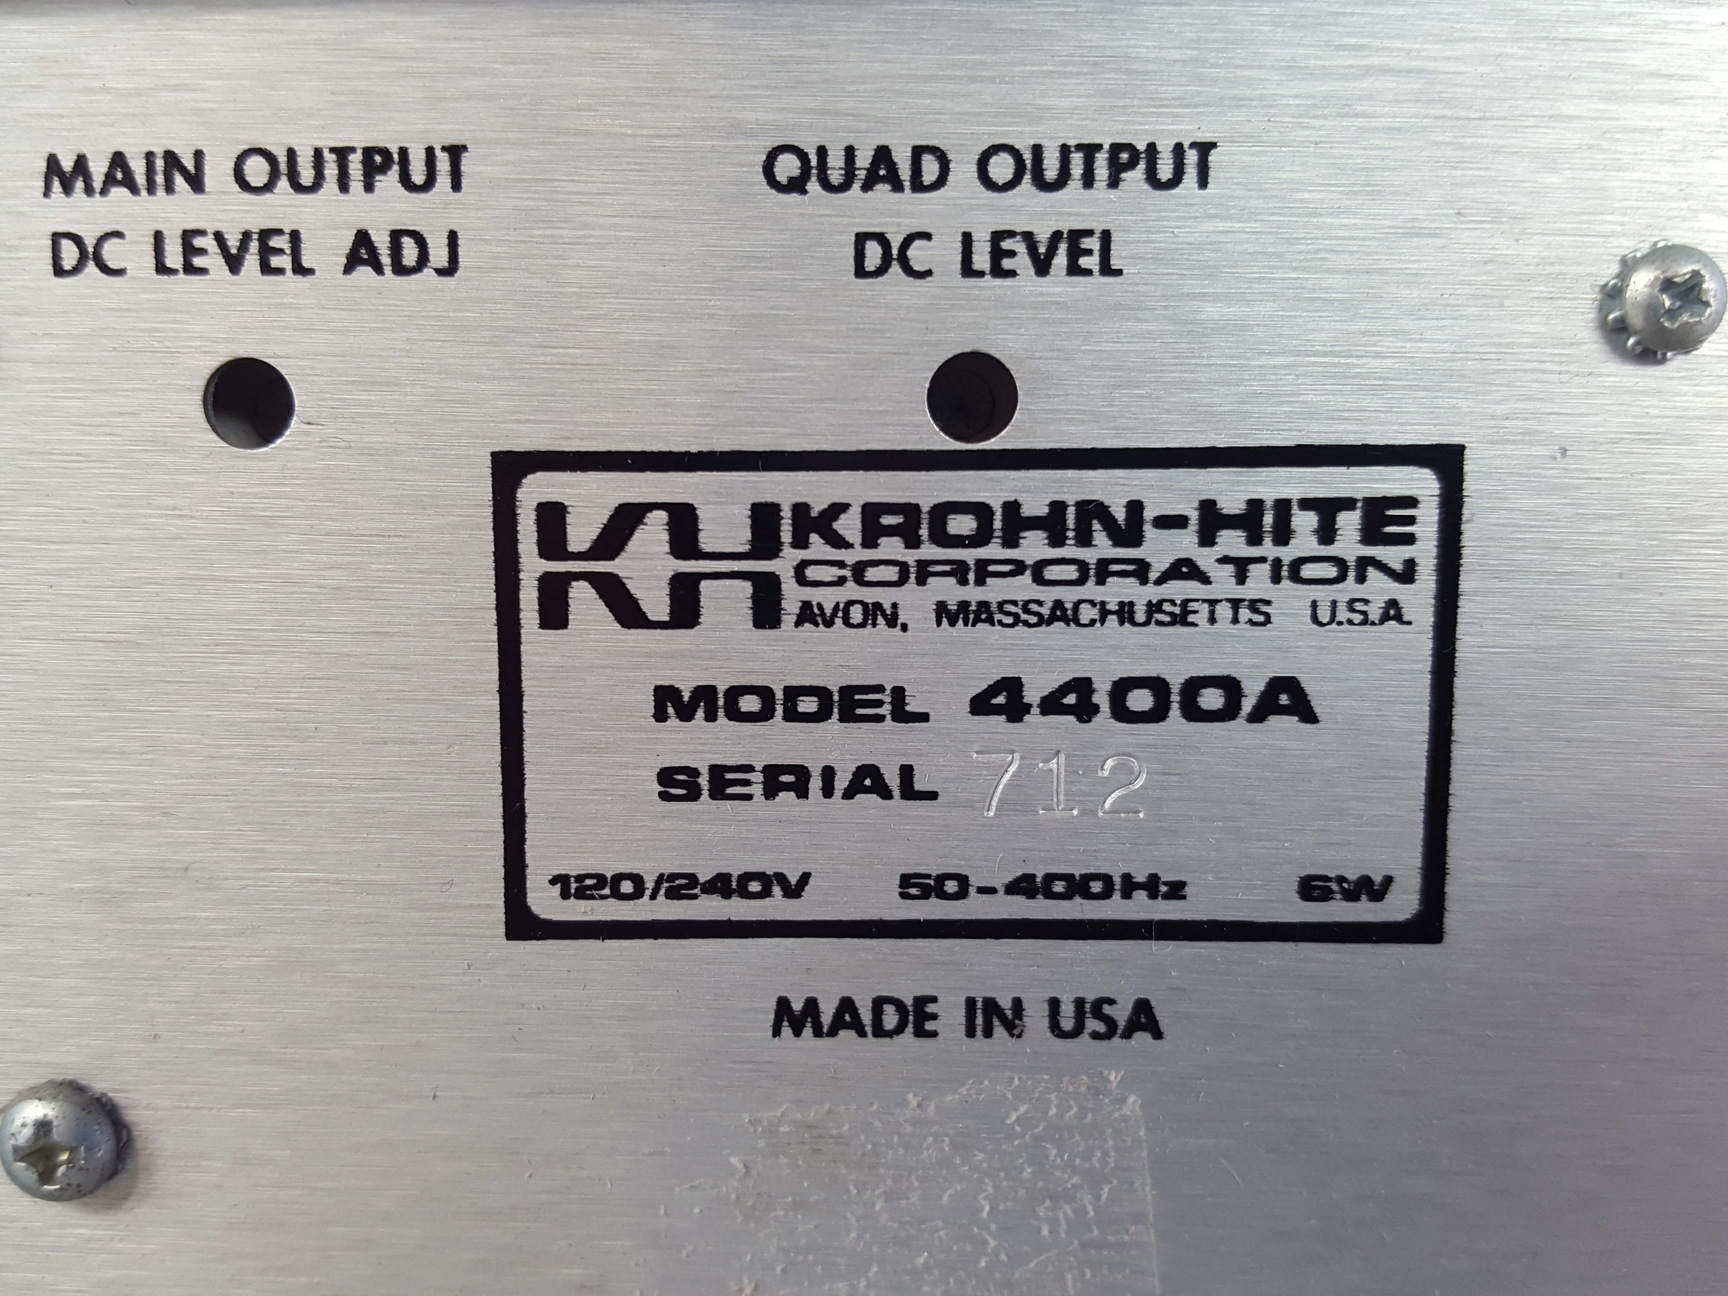 MAIN OUTPUT
DC LEVEL ADJ
QUAD OUTPUT
DC LEVEL
KH KROHN-HITE
CORPORATION
AVON, MASSACHUSETTS U.S.A.
MODEL 4400A
SERIAL 712
120/240V 50-400Hz 6W
MADE IN USA